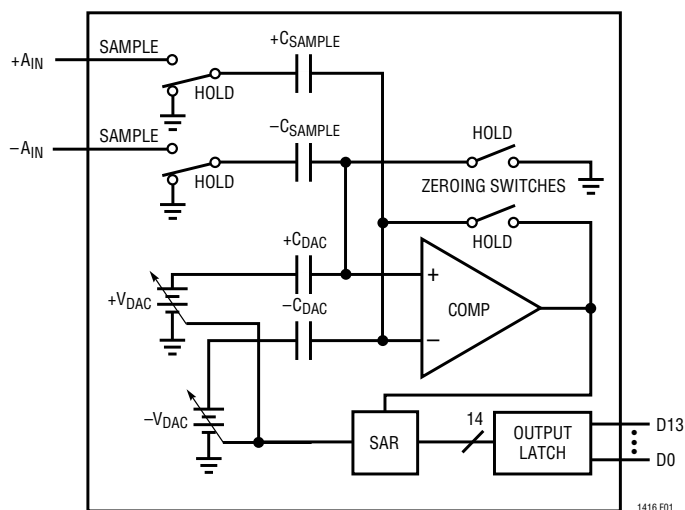 +CSAMPLE
+AIN
SAMPLE
HOLD
–CSAMPLE
–AIN
SAMPLE
HOLD
HOLD
ZEROING SWITCHES
HOLD
+CDAC
+VDAC
–CDAC
+
COMP
–
–VDAC
SAR
14
OUTPUT
LATCH
D13
D0
1416 F01